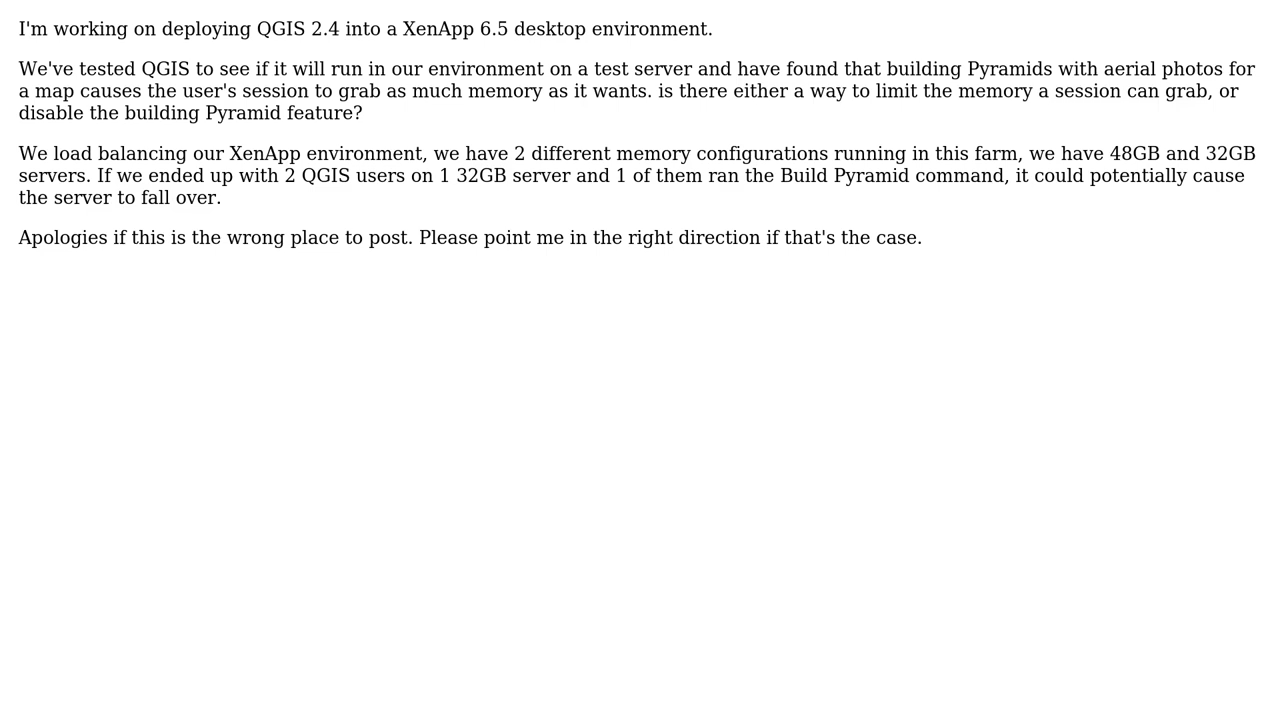 I'm working on deploying QGIS 2.4 into a XenApp 6.5 desktop environment.
We've tested QGIS to see if it will run in our environment on a test server and have found that building Pyramids with aerial photos for
a map causes the user's session to grab as much memory as it wants. is there either a way to limit the memory a session can grab, or
disable the building Pyramid feature?
We load balancing our XenApp environment, we have 2 different memory configurations running in this farm, we have 48GB and 32GB
servers. If we ended up with 2 QGIS users on 1 32GB server and 1 of them ran the Build Pyramid command, it could potentially cause
the server to fall over.
Apologies if this is the wrong place to post. Please point me in the right direction if that's the case.